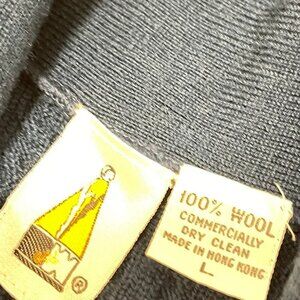 ®
100% WOOL
COMMERCIALLY
DRY CLEAN
MADE IN HONG KONG
L